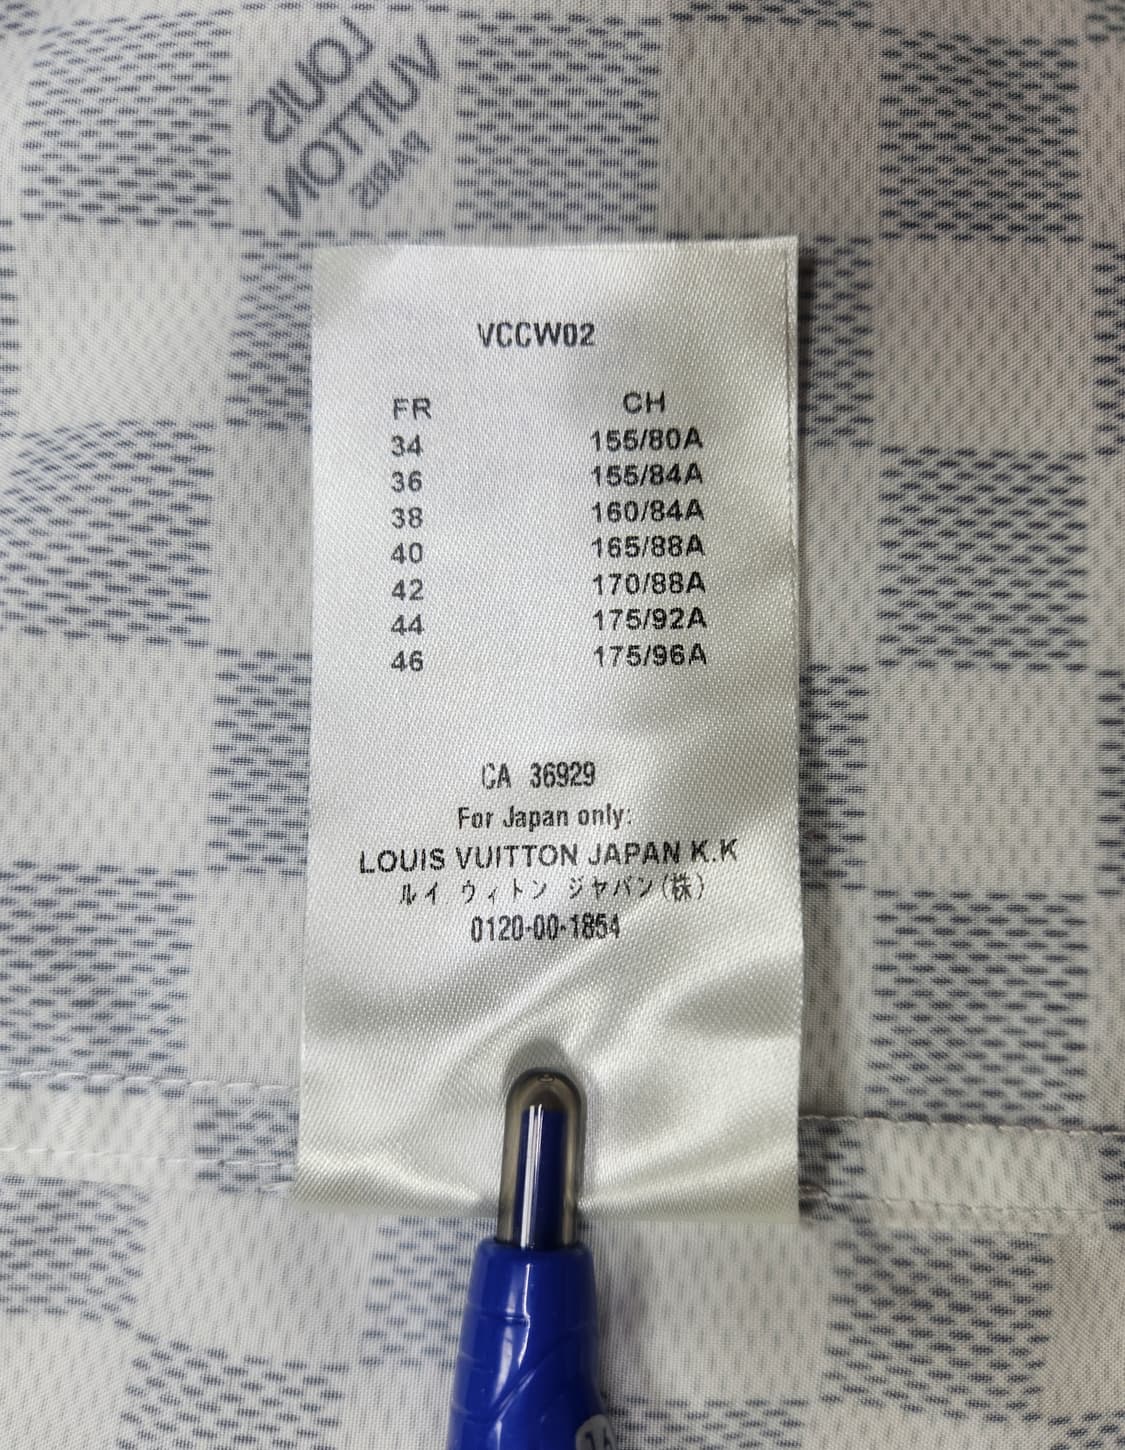 LOUIS
VUITTON
PARIS
VCCW02
FR CH
34 155/80A
36 155/84A
38 160/84A
40 165/88A
42 170/88A
44 175/92A
46 175/96A
CA 36929
For Japan only:
LOUIS VUITTON JAPAN K.K
ルイ ウィトン ジャパン(株)
0120-00-1854